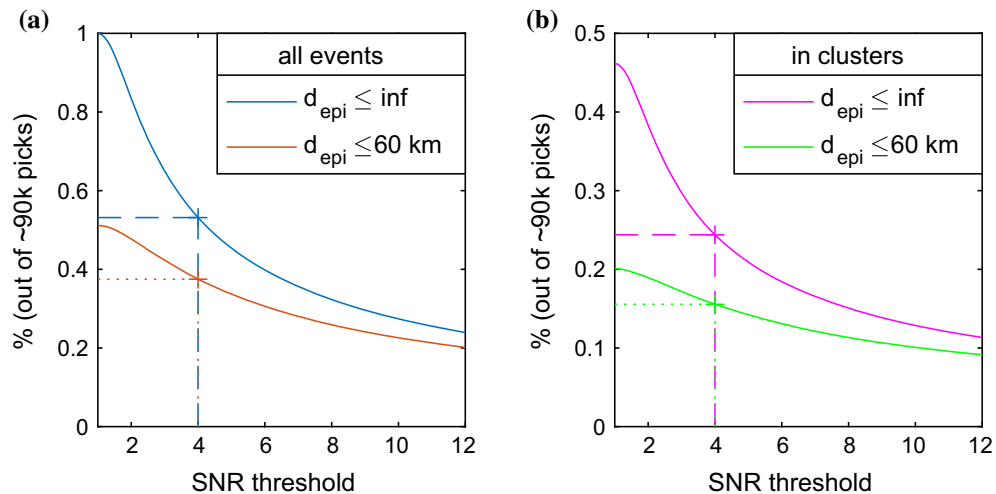 (a)
all events
d epi ≤ inf
d epi ≤60 km
% (out of ~90k picks)
1
0.8
0.6
0.4
0.2
0
2 4 6 8 10 12
SNR threshold
(b)
in clusters
d epi ≤ inf
d epi ≤60 km
% (out of ~90k picks)
0.5
0.4
0.3
0.2
0.1
0
2 4 6 8 10 12
SNR threshold